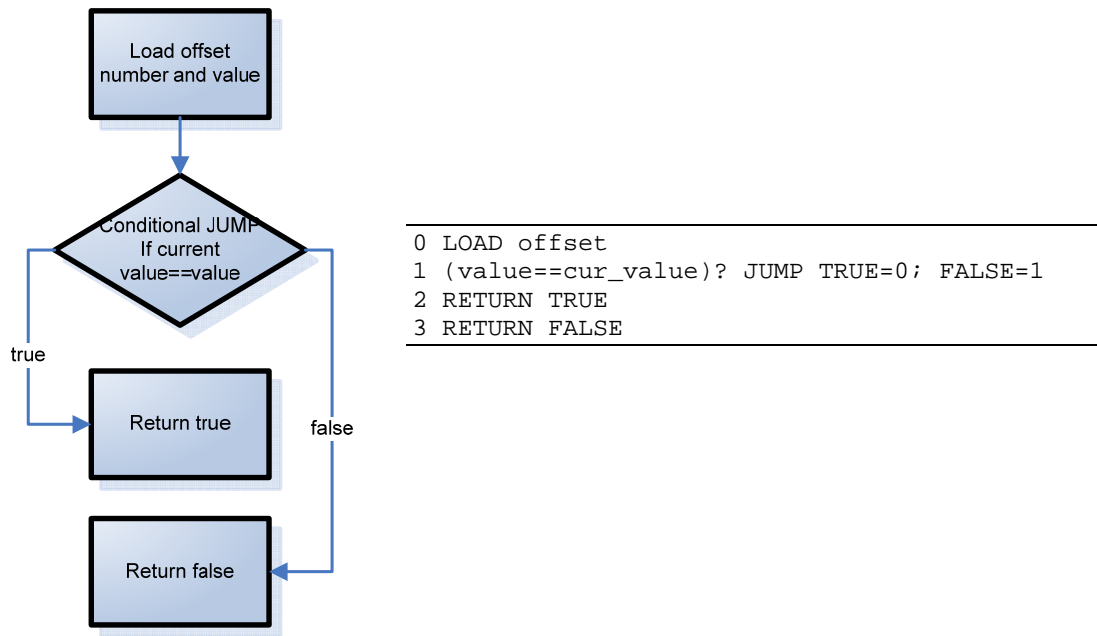 Load offset
number and value
Conditional JUMP
If current
value==value
true
Return true
false
Return false
0 LOAD offset
1 (value==cur_value)? JUMP TRUE=0; FALSE=1
2 RETURN TRUE
3 RETURN FALSE